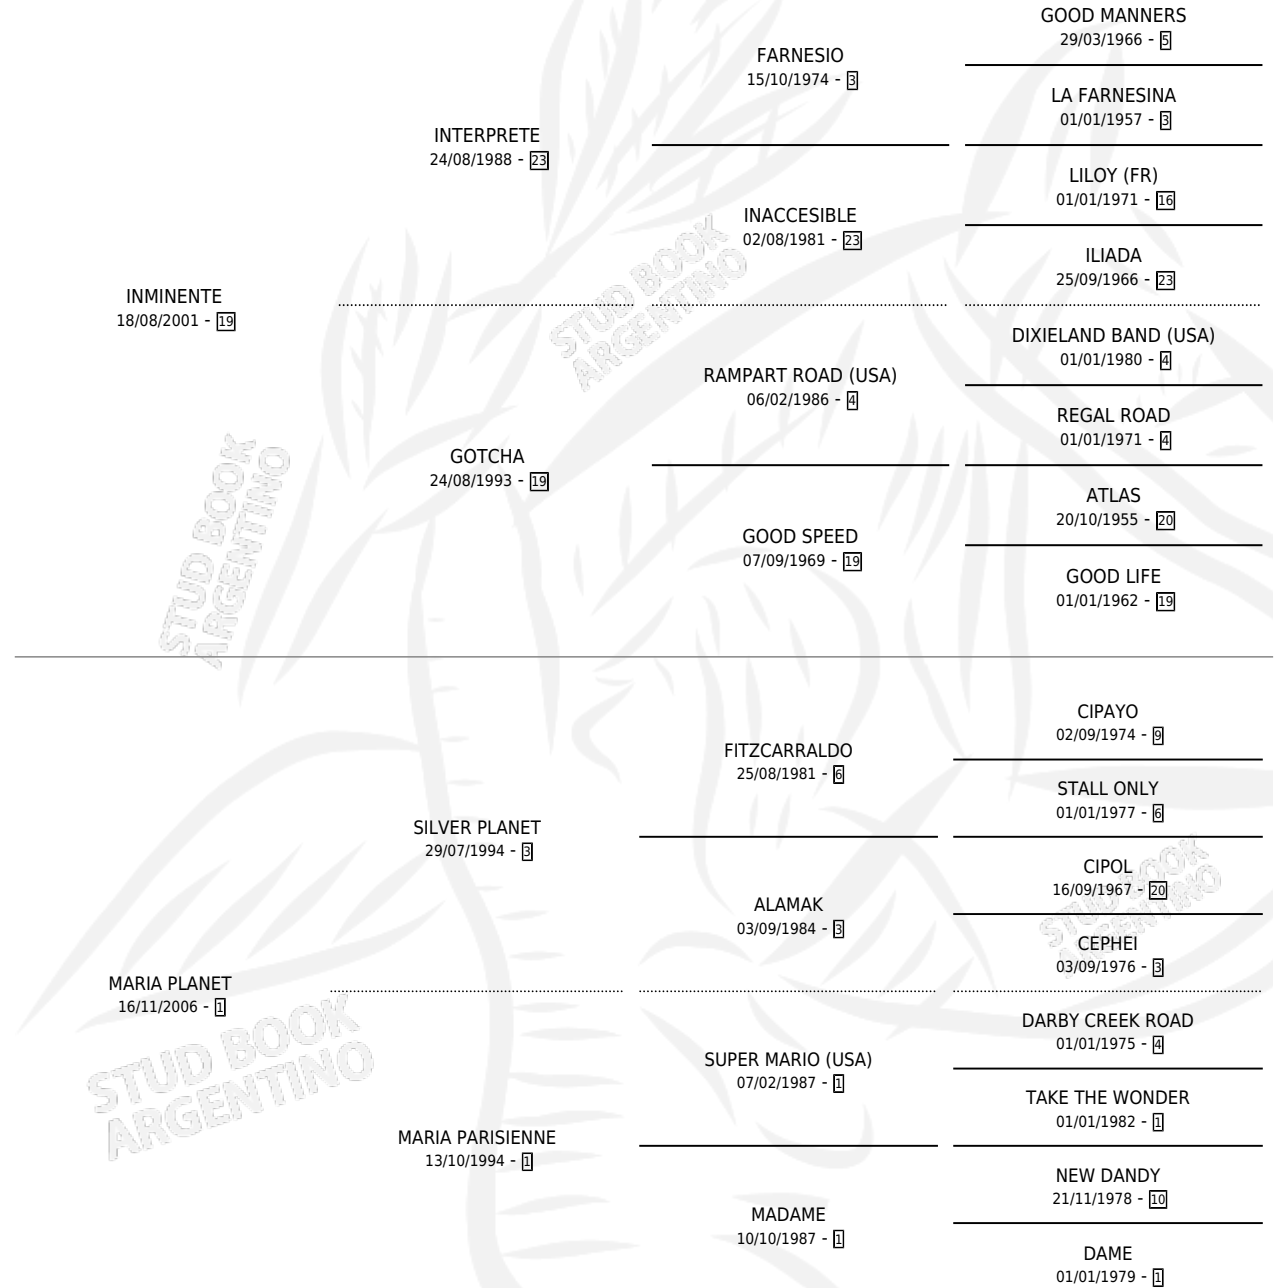 GOOD MANNERS
29/03/1966 - 5
FARNESIO
15/10/1974 - 3
LA FARNESINA
01/01/1957 - 3
INTERPRETE
24/08/1988 - 23
LILOY (FR)
01/01/1971 - 16
INACCESIBLE
02/08/1981 - 23
ILIADA
25/09/1966 - 23
INMINENTE
18/08/2001 - 19
DIXIELAND BAND (USA)
01/01/1980 - 4
RAMPART ROAD (USA)
06/02/1986 - 4
REGAL ROAD
01/01/1971 - 4
GOTCHA
24/08/1993 - 19
ATLAS
20/10/1955 - 20
GOOD SPEED
07/09/1969 - 19
GOOD LIFE
01/01/1962 - 19
CIPAYO
02/09/1974 - 9
FITZCARRALDO
25/08/1981 - 6
STALL ONLY
01/01/1977 - 6
SILVER PLANET
29/07/1994 - 3
CIPOL
16/09/1967 - 20
ALAMAK
03/09/1984 - 3
CEPHEI
03/09/1976 - 3
MARIA PLANET
16/11/2006 - 1
DARBY CREEK ROAD
01/01/1975 - 4
SUPER MARIO (USA)
07/02/1987 - 1
TAKE THE WONDER
01/01/1982 - 1
MARIA PARISIENNE
13/10/1994 - 1
NEW DANDY
21/11/1978 - 10
MADAME
10/10/1987 - 1
DAME
01/01/1979 - 1
STUD BOOK
ARGENTINO
STUD BOOK
ARGENTINO
STUD BOOK
ARGENTINO
STUD BOOK
ARGENTINO